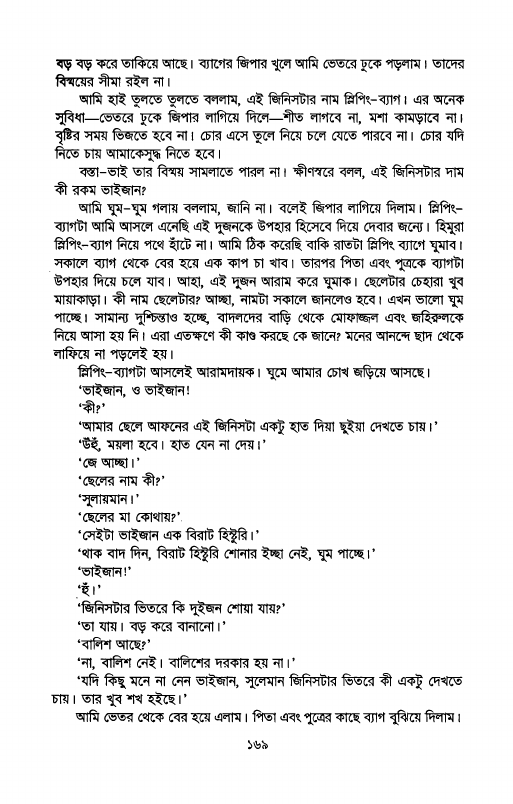 বড় বড় করে তাকিয়ে আছে। ব্যাগের জিপার খুলে আমি ভেতরে ঢুকে পড়লাম। তাদের
বিস্ময়ের সীমা রইল না।
আমি হাই তুলতে তুলতে বললাম, এই জিনিসটার নাম স্লিপিং-ব্যাগ। এর অনেক
সুবিধা—ভেতরে ঢুকে জিপার লাগিয়ে দিলে—শীত লাগবে না, মশা কামড়াবে না।
বৃষ্টির সময় ভিজতে হবে না। চোর এসে তুলে নিয়ে চলে যেতে পারবে না। চোর যদি
নিতে চায় আমাকেসুদ্ধ নিতে হবে।
বস্তা-ভাই তার বিস্ময় সামলাতে পারল না। ক্ষীণস্বরে বলল, এই জিনিসটার দাম
কী রকম ভাইজান?
আমি ঘুম-ঘুম গলায় বললাম, জানি না। বলেই জিপার লাগিয়ে দিলাম। স্লিপিং-
ব্যাগটা আমি আসলে এনেছি এই দুজনকে উপহার হিসেবে দিয়ে দেবার জন্যে। হিমুরা
স্লিপিং-ব্যাগ নিয়ে পথে হাঁটে না। আমি ঠিক করেছি বাকি রাতটা স্লিপিং ব্যাগে ঘুমাব।
সকালে ব্যাগ থেকে বের হয়ে এক কাপ চা খাব। তারপর পিতা এবং পুত্রকে ব্যাগটা
উপহার দিয়ে চলে যাব। আহা, এই দুজন আরাম করে ঘুমাক। ছেলেটার চেহারা খুব
মায়াকাড়া। কী নাম ছেলেটার? আচ্ছা, নামটা সকালে জানলেও হবে। এখন ভালো ঘুম
পাচ্ছে। সামান্য দুশ্চিন্তাও হচ্ছে, বাদলদের বাড়ি থেকে মোফাজ্জল এবং জহিরুলকে
নিয়ে আসা হয় নি। এরা এতক্ষণে কী কাণ্ড করছে কে জানে? মনের আনন্দে ছাদ থেকে
লাফিয়ে না পড়লেই হয়।
স্লিপিং-ব্যাগটা আসলেই আরামদায়ক। ঘুমে আমার চোখ জড়িয়ে আসছে।
‘ভাইজান, ও ভাইজান!
‘কী?’
‘আমার ছেলে আফনের এই জিনিসটা একটু হাত দিয়া ছুইয়া দেখতে চায়।’
‘উঁহুঁ, ময়লা হবে। হাত যেন না দেয়।’
‘জে আচ্ছা।’
‘ছেলের নাম কী?’
‘সুলায়মান।’
‘ছেলের মা কোথায়?’
‘সেইটা ভাইজান এক বিরাট হিস্টুরি।’
‘থাক বাদ দিন, বিরাট হিস্টুরি শোনার ইচ্ছা নেই, ঘুম পাচ্ছে।’
‘ভাইজান!’
‘হুঁ।’
‘জিনিসটার ভিতরে কি দুইজন শোয়া যায়?’
‘তা যায়। বড় করে বানানো।’
‘বালিশ আছে?’
‘না, বালিশ নেই। বালিশের দরকার হয় না।’
‘যদি কিছু মনে না নেন ভাইজান, সুলেমান জিনিসটার ভিতরে কী একটু দেখতে
চায়। তার খুব শখ হইছে।’
আমি ভেতর থেকে বের হয়ে এলাম। পিতা এবং পুত্রের কাছে ব্যাগ বুঝিয়ে দিলাম।
১৬৯